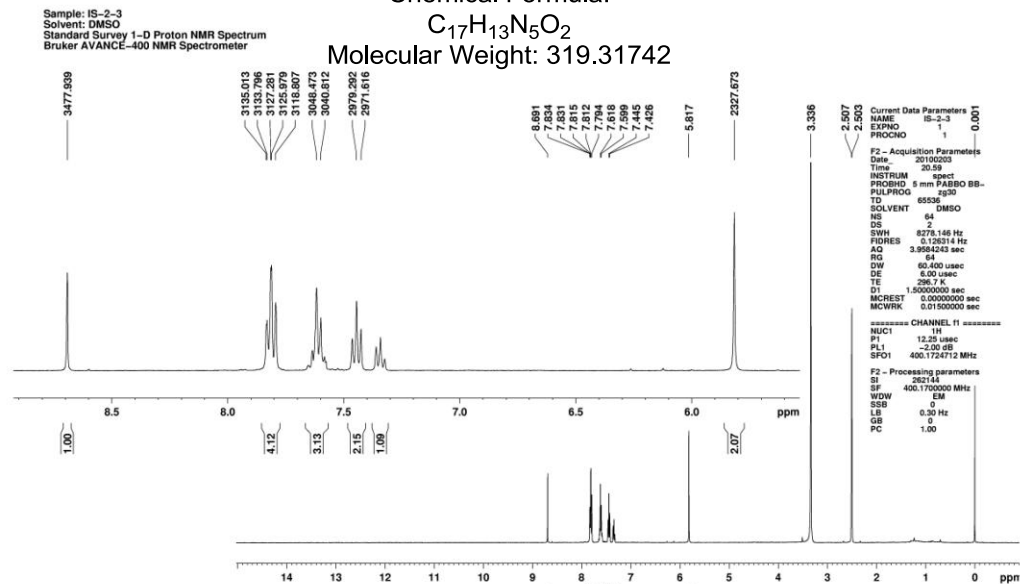 Chemical Formula:
C17H13N5O2
Molecular Weight: 319.31742
Sample: IS-2-3
Solvent: DMSO
Standard Survey 1-D Proton NMR Spectrum
Bruker AVANCE-400 NMR Spectrometer
3477.939
3135.013
3133.796
3127.281
3125.979
3118.807
3048.473
3040.812
2979.292
2971.616
8.691
7.834
7.831
7.815
7.812
7.794
7.618
7.599
7.445
7.426
5.817
2327.673
3.336
2.507
2.503
0.001
Current Data Parameters
NAME IS-2-3
EXPNO 1
PROCNO 1
F2 - Acquisition Parameters
Date_ 20100203
Time 20.59
INSTRUM spect
PROBHD 5 mm PABBO BB-
PULPROG zg30
TD 65536
SOLVENT DMSO
NS 64
DS 2
SWH 8278.146 Hz
FIDRES 0.126314 Hz
AQ 3.9584243 sec
RG 64
DW 60.400 usec
DE 6.00 usec
TE 296.7 K
D1 1.50000000 sec
MCREST 0.00000000 sec
MCWRK 0.01500000 sec
======== CHANNEL f1 ========
NUC1 1H
P1 12.25 usec
PL1 -2.00 dB
SFO1 400.1724712 MHz
F2 - Processing parameters
SI 262144
SF 400.1700000 MHz
WDW EM
SSB 0
LB 0.30 Hz
GB 0
PC 1.00
8.5 8.0 7.5 7.0 6.5 6.0 ppm
1.00 4.12 3.13 2.15 1.09 2.07
14 13 12 11 10 9 8 7 6 5 4 3 2 1 0 ppm